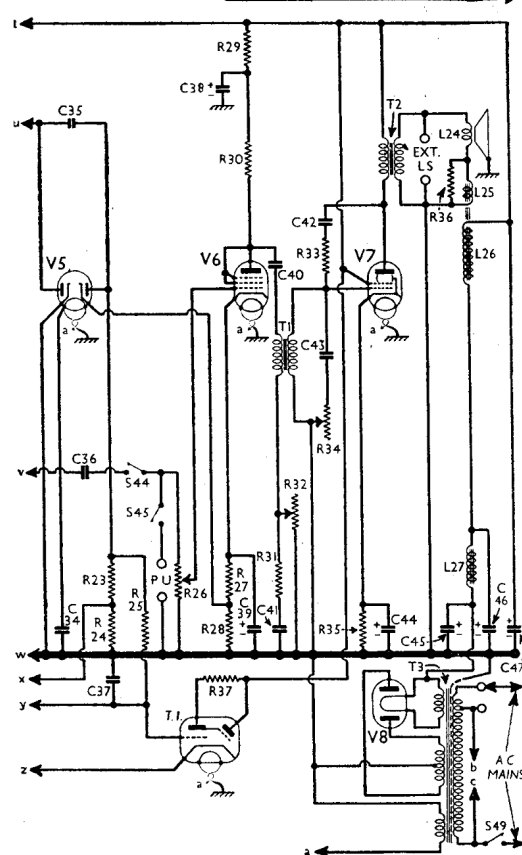 t
R29
C38 + −
T2
u
C35
L24
EXT. LS
R30
L25
R36
C42
L26
V5
V6
R33
V7
C40
a
a
T1
C43
a
R34
v
C36
S44
R32
S45
R31
L27
R23
PU
R26
R 27
C 39
C 46
C 34
R 24
R 25
R28
C41
R35
C44
C45
w
x
C37
T3
C47
y
R37
T.I.
V8
z
a
b
c
A C MAINS
S49
a